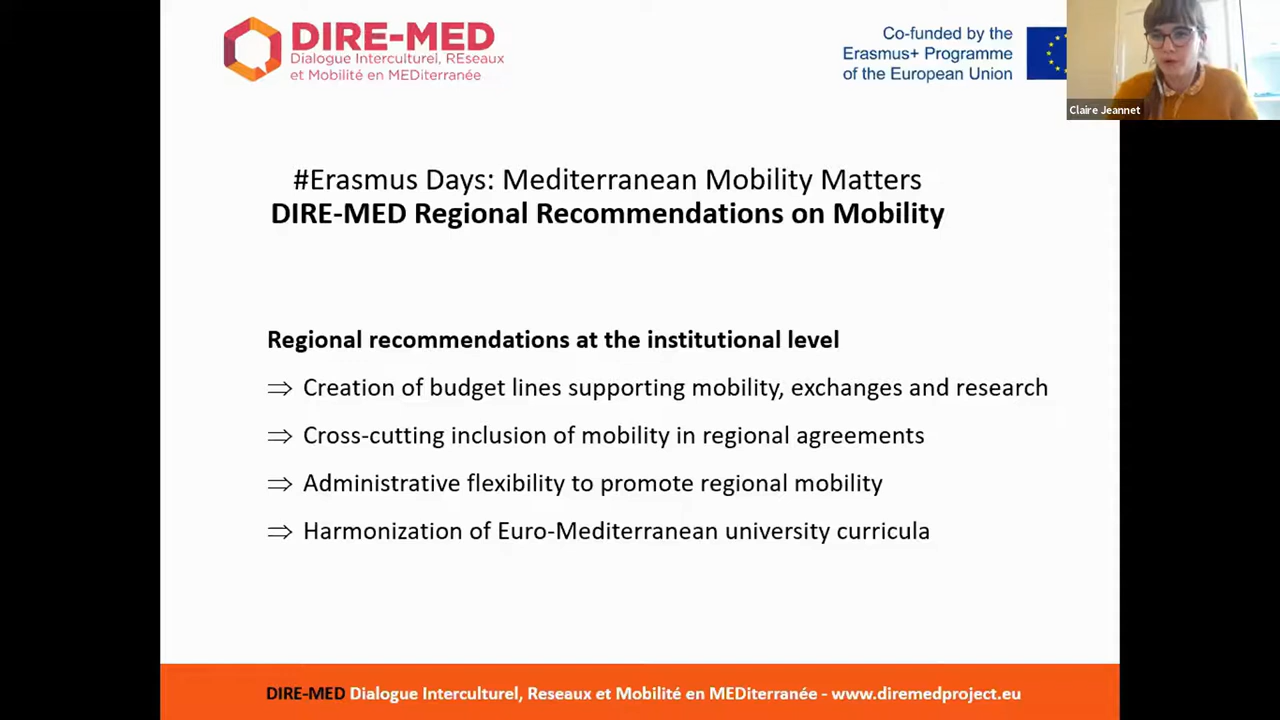 DIRE-MED
Dialogue Interculturel, REseaux
et Mobilité en MEDiterranée
Co-funded by the
Erasmus+ Programme
of the European Union
Claire Jeannet
#Erasmus Days: Mediterranean Mobility Matters
DIRE-MED Regional Recommendations on Mobility
Regional recommendations at the institutional level
⇒ Creation of budget lines supporting mobility, exchanges and research
⇒ Cross-cutting inclusion of mobility in regional agreements
⇒ Administrative flexibility to promote regional mobility
⇒ Harmonization of Euro-Mediterranean university curricula
DIRE-MED Dialogue Interculturel, Reseaux et Mobilité en MEDiterranée - www.diremedproject.eu